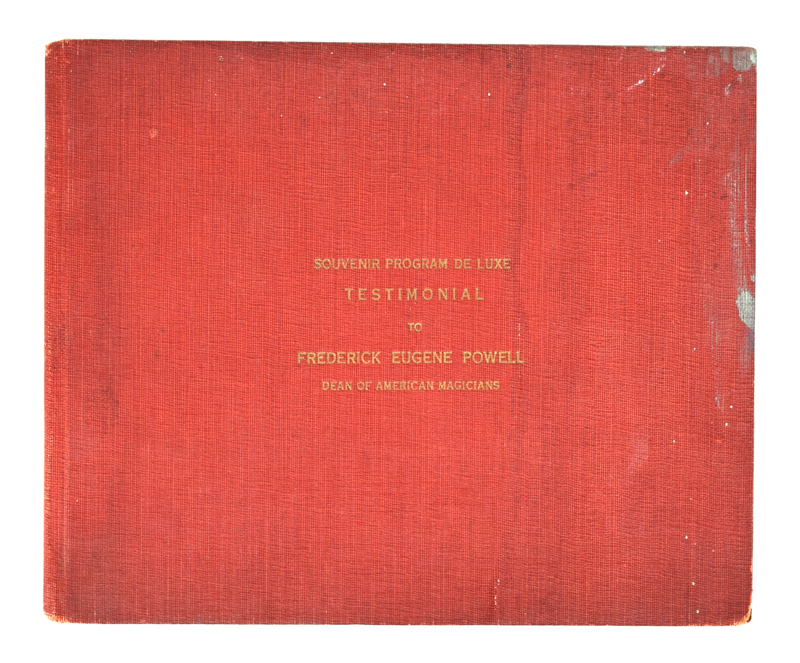 SOUVENIR PROGRAM DE LUXE
TESTIMONIAL
TO
FREDERICK EUGENE POWELL
DEAN OF AMERICAN MAGICIANS